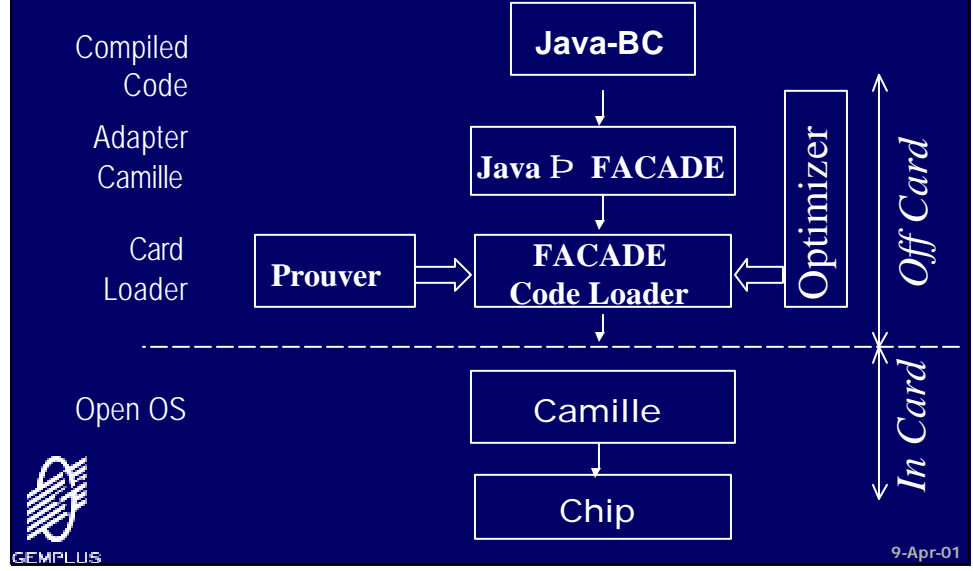 Compiled
Code
Java-BC
Adapter
Camille
Java Þ FACADE
Optimizer
Off Card
Card
Loader
Prouver
FACADE
Code Loader
Open OS
Camille
In Card
Chip
GEMPLUS
9-Apr-01